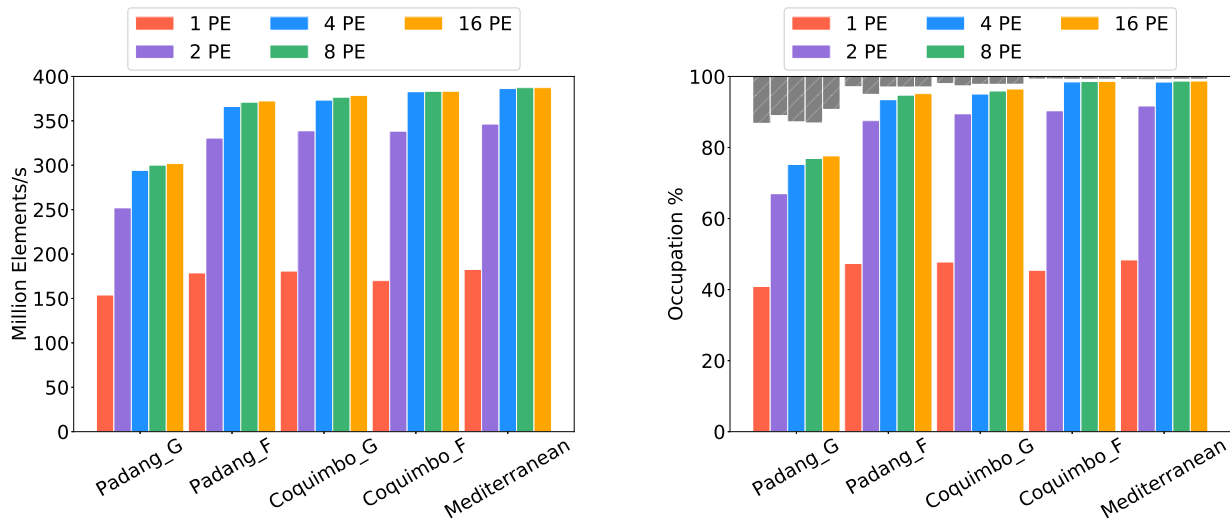 1 PE 4 PE 16 PE
2 PE 8 PE
Million Elements/s
400
350
300
250
200
150
100
50
0
Padang_G
Padang_F
Coquimbo_G
Coquimbo_F
Mediterranean
1 PE 4 PE 16 PE
2 PE 8 PE
Occupation %
100
80
60
40
20
0
Padang_G
Padang_F
Coquimbo_G
Coquimbo_F
Mediterranean